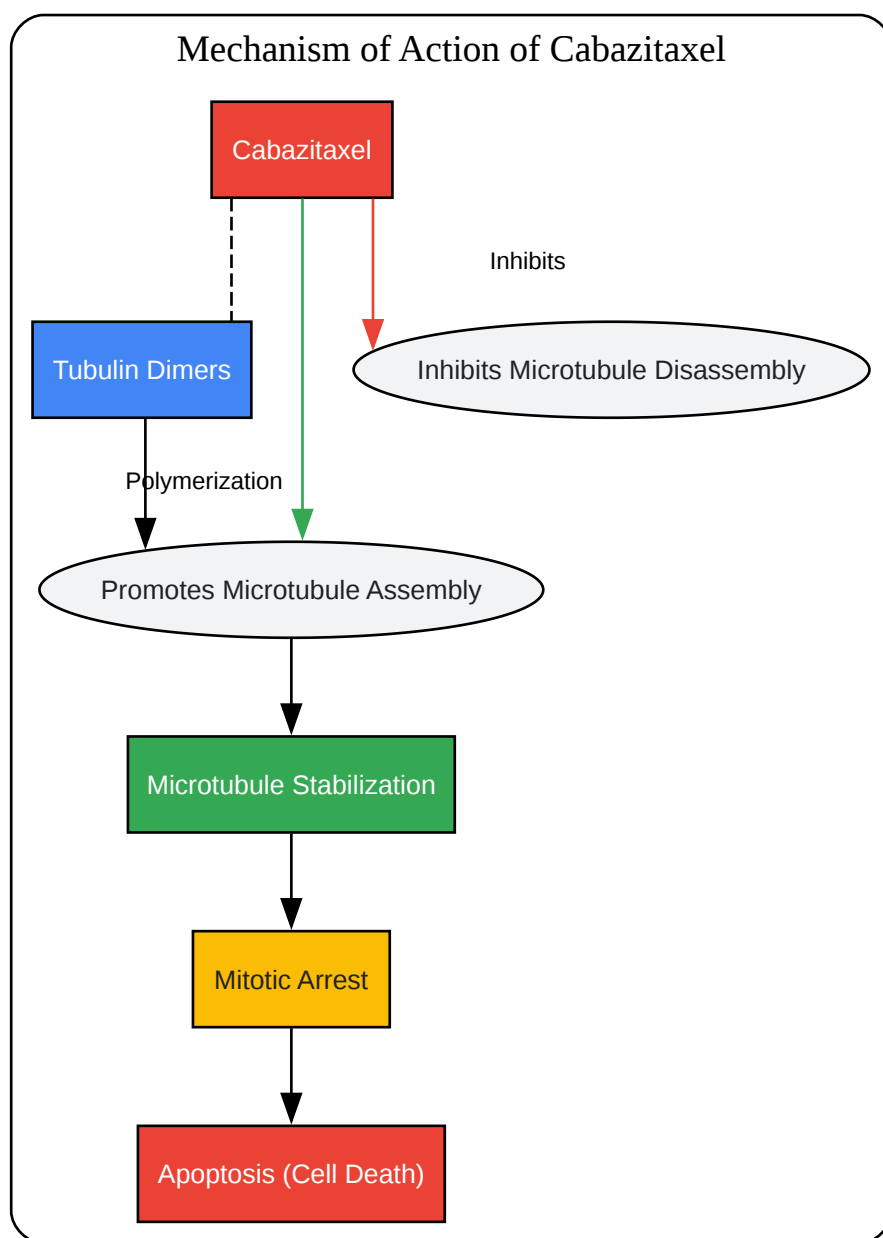 Mechanism of Action of Cabazitaxel
Cabazitaxel
Inhibits
Tubulin Dimers
Inhibits Microtubule Disassembly
Polymerization
Promotes Microtubule Assembly
Microtubule Stabilization
Mitotic Arrest
Apoptosis (Cell Death)